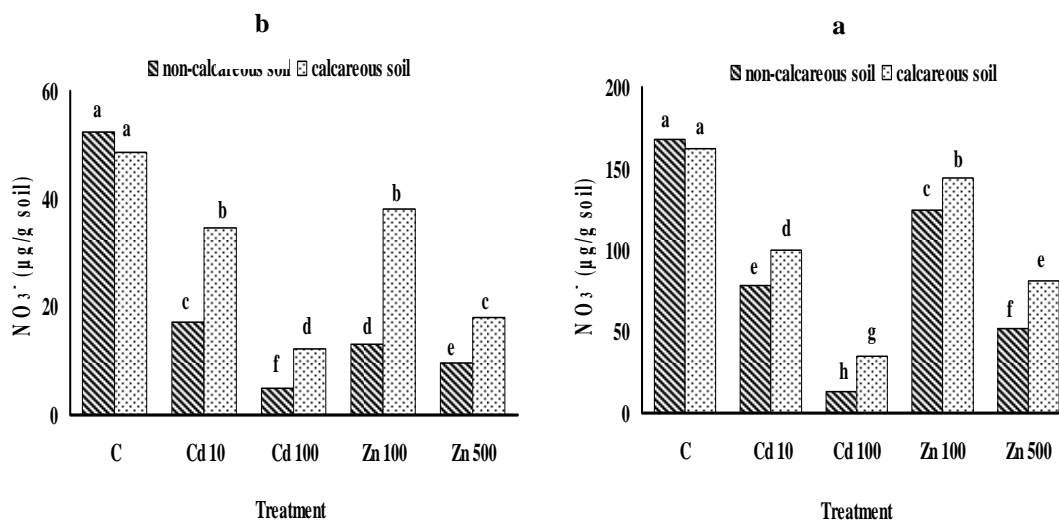 b
non-calcareous soil calcareous soil
60
40
20
0
NO₃⁻ (µg/g soil)
a a
c b
f d
d b
e c
C Cd 10 Cd 100 Zn 100 Zn 500
Treatment
a
non-calcareous soil calcareous soil
200
150
100
50
0
NO₃⁻ (µg/g soil)
a a
e d
h g
c b
f e
C Cd 10 Cd 100 Zn 100 Zn 500
Treatment